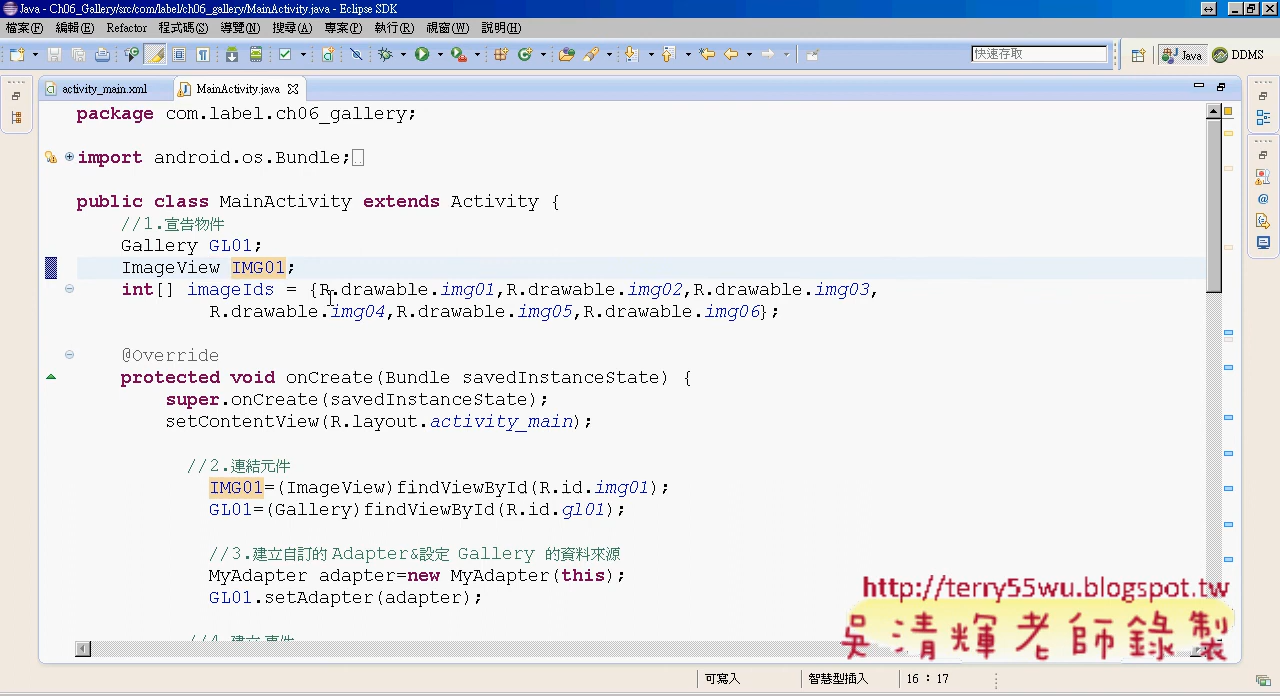 Java - Ch06_Gallery/src/com/label/ch06_gallery/MainActivity.java - Eclipse SDK
檔案(F) 編輯(E) Refactor 程式碼(S) 導覽(N) 搜尋(A) 專案(P) 執行(R) 視窗(W) 說明(H)
快速存取 Java DDMS
activity_main.xml MainActivity.java
package com.label.ch06_gallery;
import android.os.Bundle;
public class MainActivity extends Activity {
//1.宣告物件
Gallery GL01;
ImageView IMG01;
int[] imageIds = {R.drawable.img01,R.drawable.img02,R.drawable.img03,
R.drawable.img04,R.drawable.img05,R.drawable.img06};
@Override
protected void onCreate(Bundle savedInstanceState) {
super.onCreate(savedInstanceState);
setContentView(R.layout.activity_main);
//2.連結元件
IMG01=(ImageView)findViewById(R.id.img01);
GL01=(Gallery)findViewById(R.id.gl01);
//3.建立自訂的 Adapter&設定 Gallery 的資料來源
MyAdapter adapter=new MyAdapter(this);
GL01.setAdapter(adapter);
//4.建立 事件
http://terry55wu.blogspot.tw
吳清輝老師錄製
可寫入 智慧型插入 16 : 17